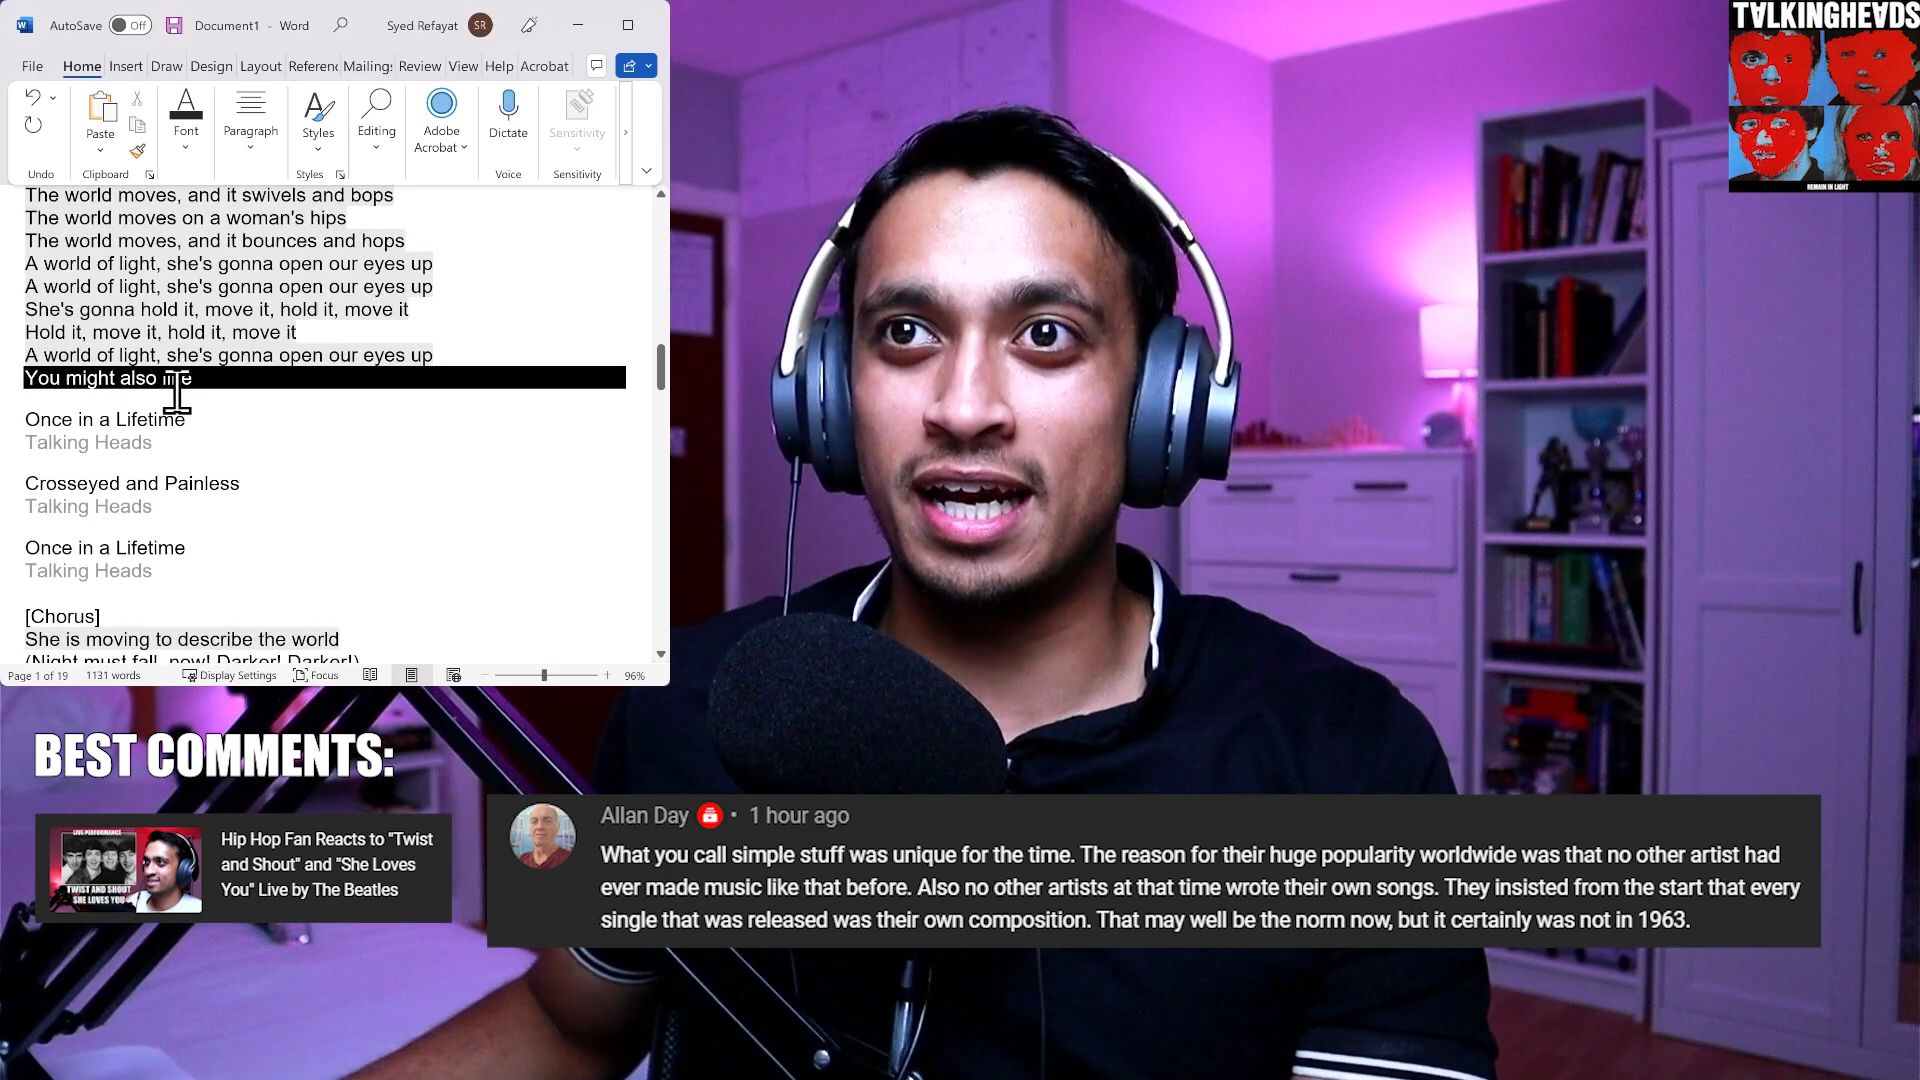 AutoSave Off Document1 - Word Syed Refayat SR
File Home Insert Draw Design Layout Referenc Mailings Review View Help Acrobat
Paste Font Paragraph Styles Editing Adobe Acrobat Dictate Sensitivity
Undo Clipboard Styles Voice Sensitivity
The world moves, and it swivels and bops
The world moves on a woman's hips
The world moves, and it bounces and hops
A world of light, she's gonna open our eyes up
A world of light, she's gonna open our eyes up
She's gonna hold it, move it, hold it, move it
Hold it, move it, hold it, move it
A world of light, she's gonna open our eyes up
You might also
Once in a Lifetime
Talking Heads
Crosseyed and Painless
Talking Heads
Once in a Lifetime
Talking Heads
[Chorus]
She is moving to describe the world
(Night must fall, now! Darker! Darker!)
Page 1 of 19 1131 words Display Settings Focus 96%
TALKINGHEADS
REMAIN IN LIGHT
BEST COMMENTS:
LIVE PERFORMANCE
TWIST AND SHOUT
SHE LOVES YOU
Hip Hop Fan Reacts to "Twist
and Shout" and "She Loves
You" Live by The Beatles
Allan Day • 1 hour ago
What you call simple stuff was unique for the time. The reason for their huge popularity worldwide was that no other artist had
ever made music like that before. Also no other artists at that time wrote their own songs. They insisted from the start that every
single that was released was their own composition. That may well be the norm now, but it certainly was not in 1963.